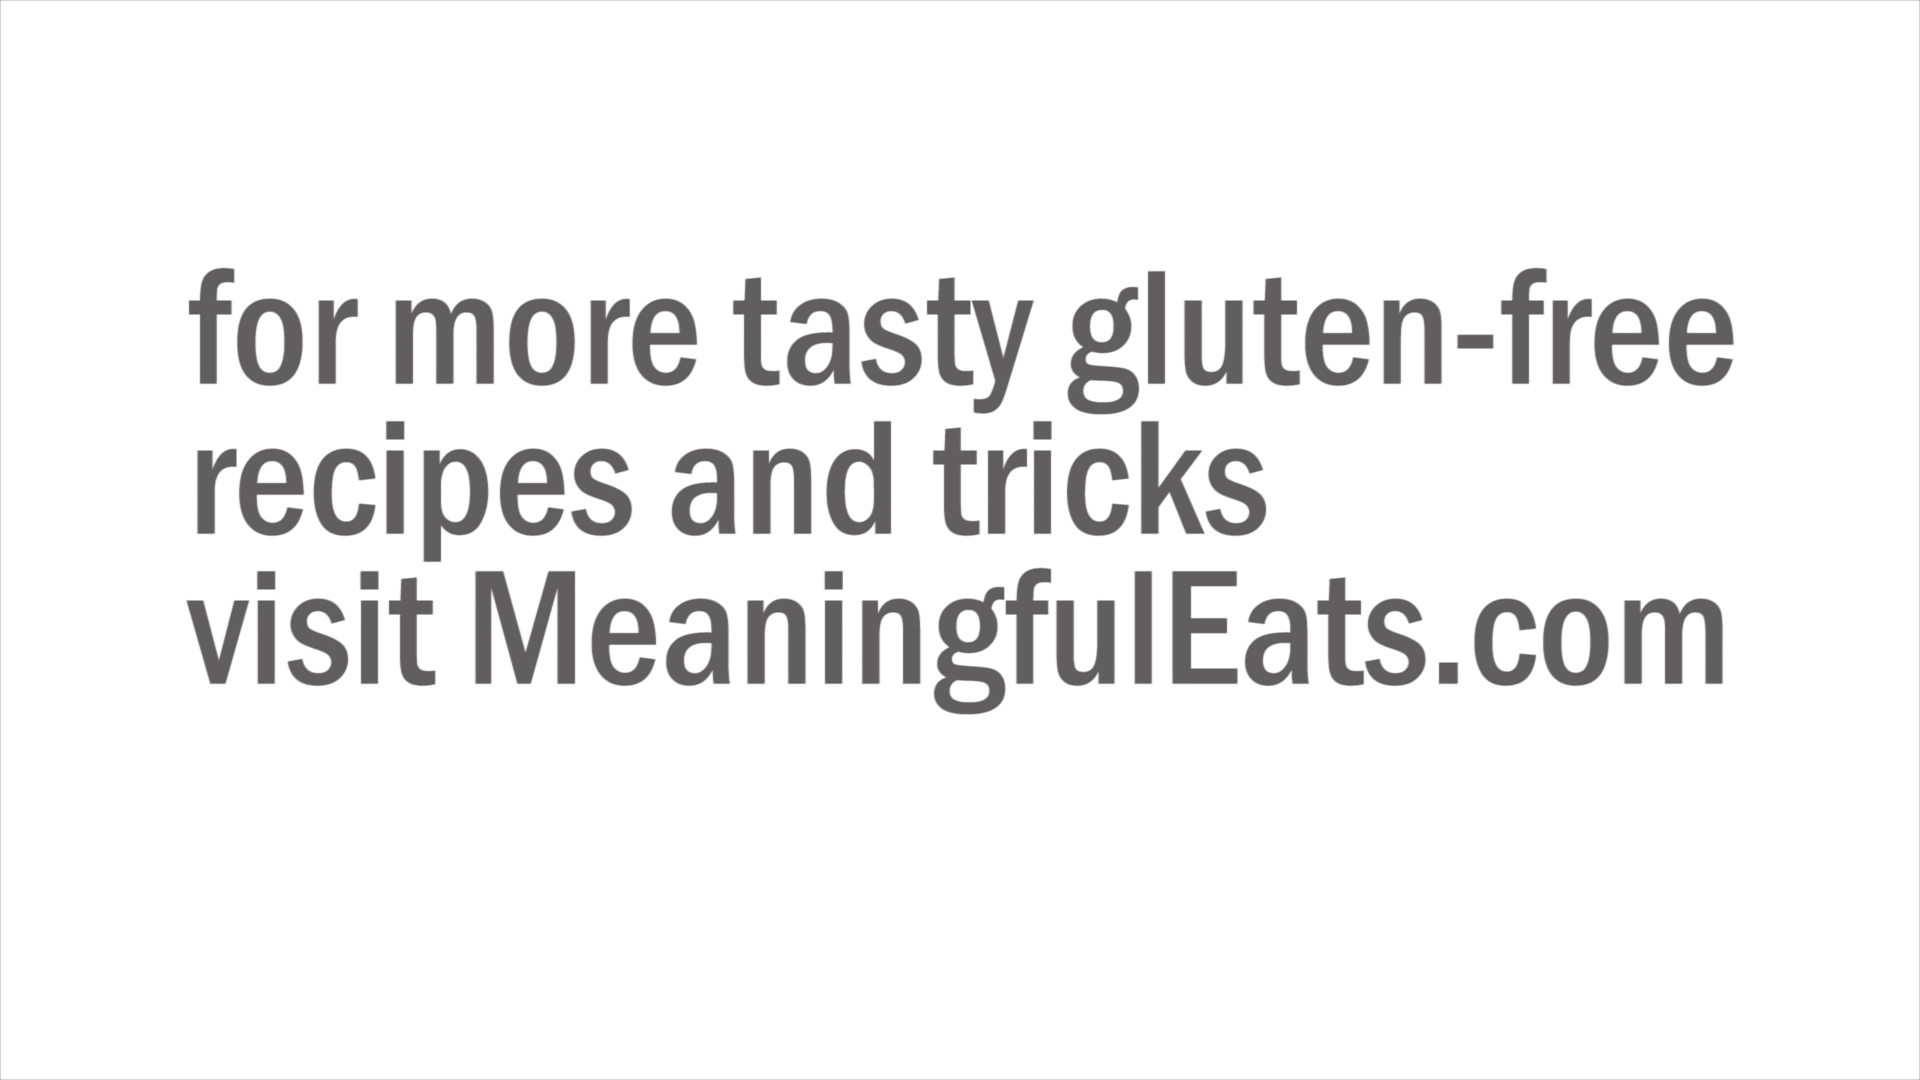 for more tasty gluten-free
recipes and tricks
visit MeaningfulEats.com